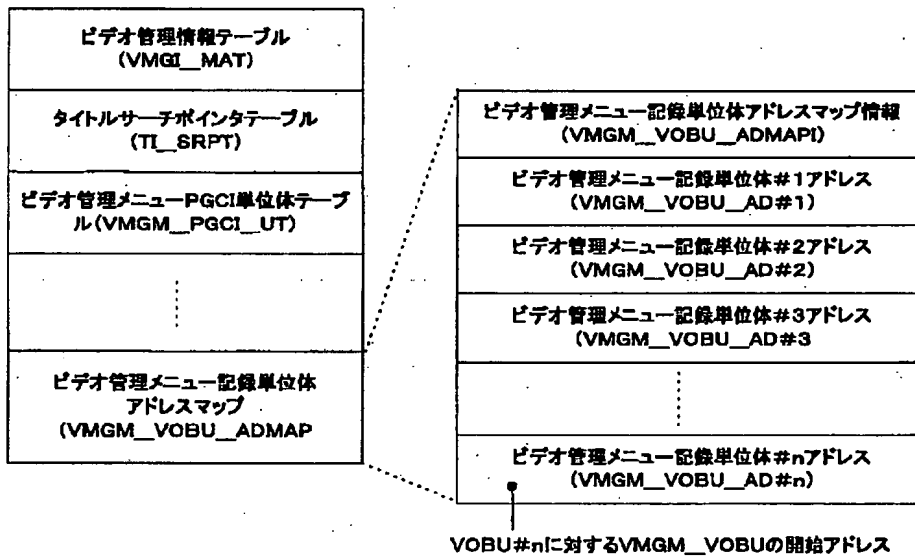 ビデオ管理情報テーブル
(VMGI__MAT)
タイトルサーチポインタテーブル
(TI__SRPT)
ビデオ管理メニューPGCI単位体テーブ
ル(VMGM__PGCI__UT)
ビデオ管理メニュー記録単位体
アドレスマップ
(VMGM__VOBU__ADMAP
ビデオ管理メニュー記録単位体アドレスマップ情報
(VMGM__VOBU__ADMAPI)
ビデオ管理メニュー記録単位体#1アドレス
(VMGM__VOBU__AD#1)
ビデオ管理メニュー記録単位体#2アドレス
(VMGM__VOBU__AD#2)
ビデオ管理メニュー記録単位体#3アドレス
(VMGM__VOBU__AD#3
ビデオ管理メニュー記録単位体#nアドレス
(VMGM__VOBU__AD#n)
VOBU#nに対するVMGM__VOBUの開始アドレス